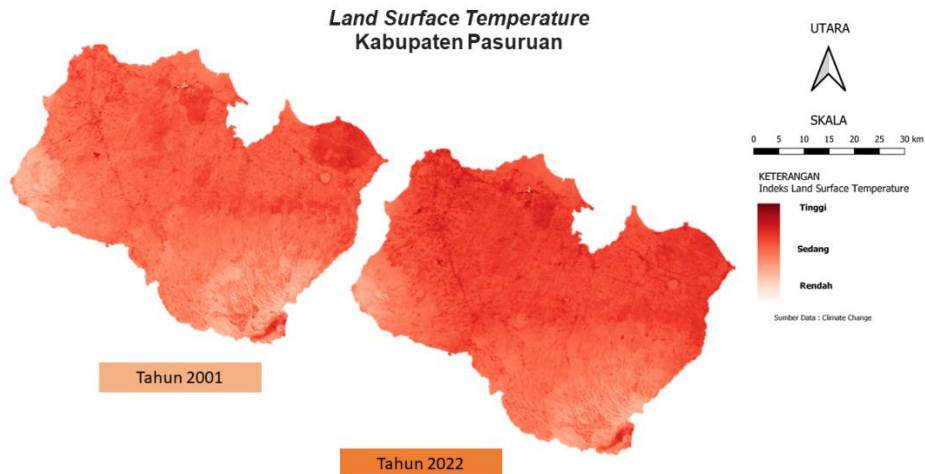 Land Surface Temperature
Kabupaten Pasuruan
UTARA
SKALA
0 5 10 15 20 25 30 km
KETERANGAN
Indeks Land Surface Temperature
Tinggi
Sedang
Rendah
Sumber Data : Climate Change
Tahun 2001
Tahun 2022